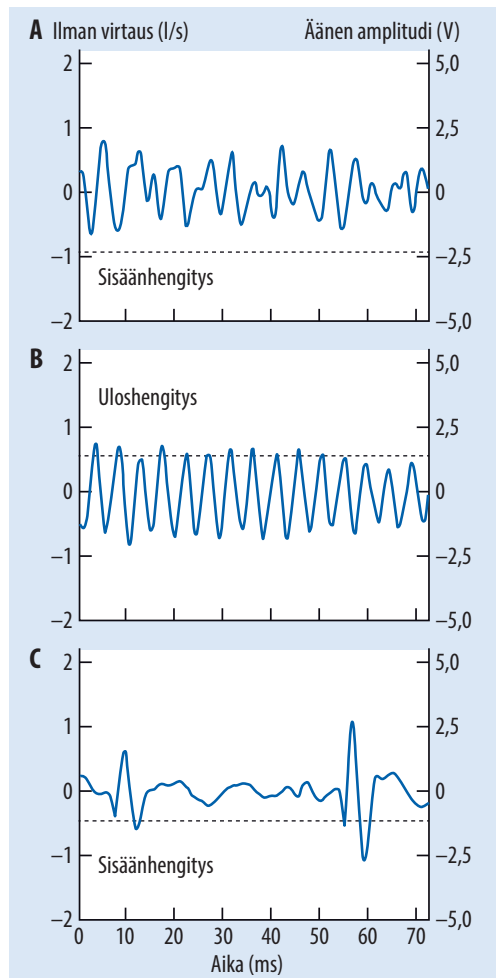 A Ilman virtaus (l/s) Äänen amplitudi (V)
2 5,0
1 2,5
0 0
–1 –2,5
Sisäänhengitys
–2 –5,0
B
2 5,0
Uloshengitys
1 2,5
0 0
–1 –2,5
–2 –5,0
C
2 5,0
1 2,5
0 0
–1 –2,5
Sisäänhengitys
–2 –5,0
0 10 20 30 40 50 60 70
Aika (ms)